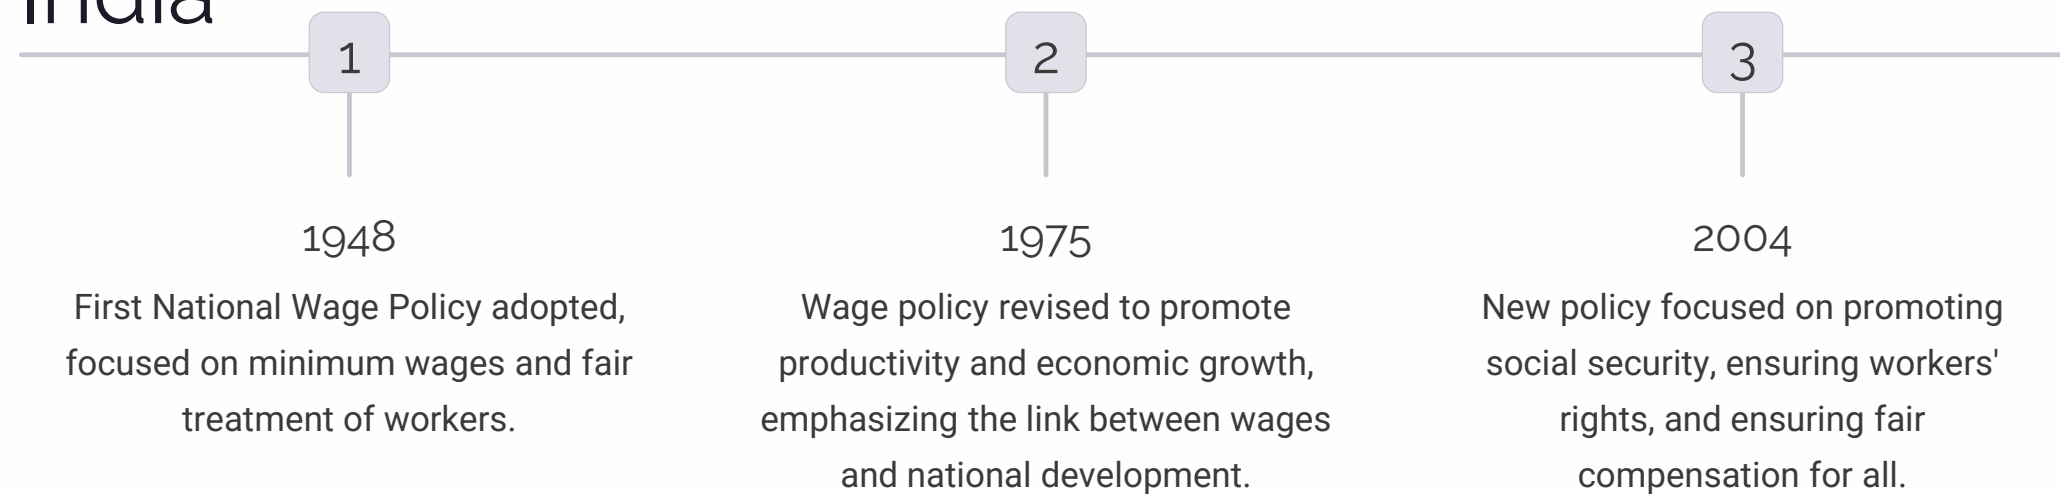 India
1
2
3
1948
First National Wage Policy adopted,
focused on minimum wages and fair
treatment of workers.
1975
Wage policy revised to promote
productivity and economic growth,
emphasizing the link between wages
and national development.
2004
New policy focused on promoting
social security, ensuring workers'
rights, and ensuring fair
compensation for all.